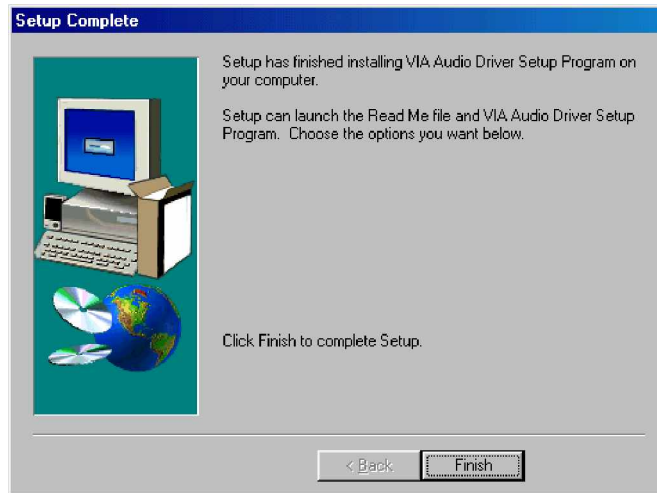 Setup Complete
Setup has finished installing VIA Audio Driver Setup Program on
your computer.
Setup can launch the Read Me file and VIA Audio Driver Setup
Program. Choose the options you want below.
Click Finish to complete Setup.
< Back
Finish